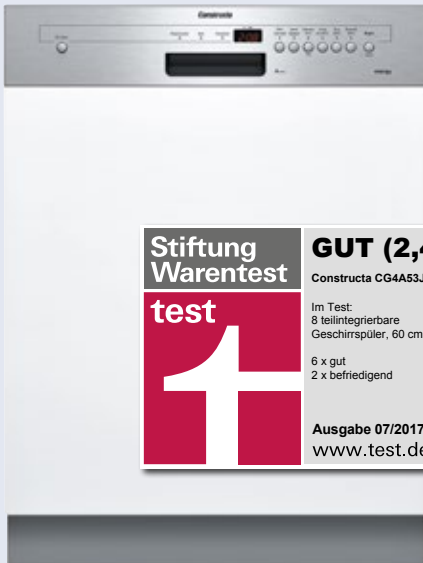 Constructa
Stiftung
Warentest
test
GUT (2,4
Constructa CG4A53J
Im Test:
8 teilintegrierbare
Geschirrspüler, 60 cm
6 x gut
2 x befriedigend
Ausgabe 07/2017
www.test.de